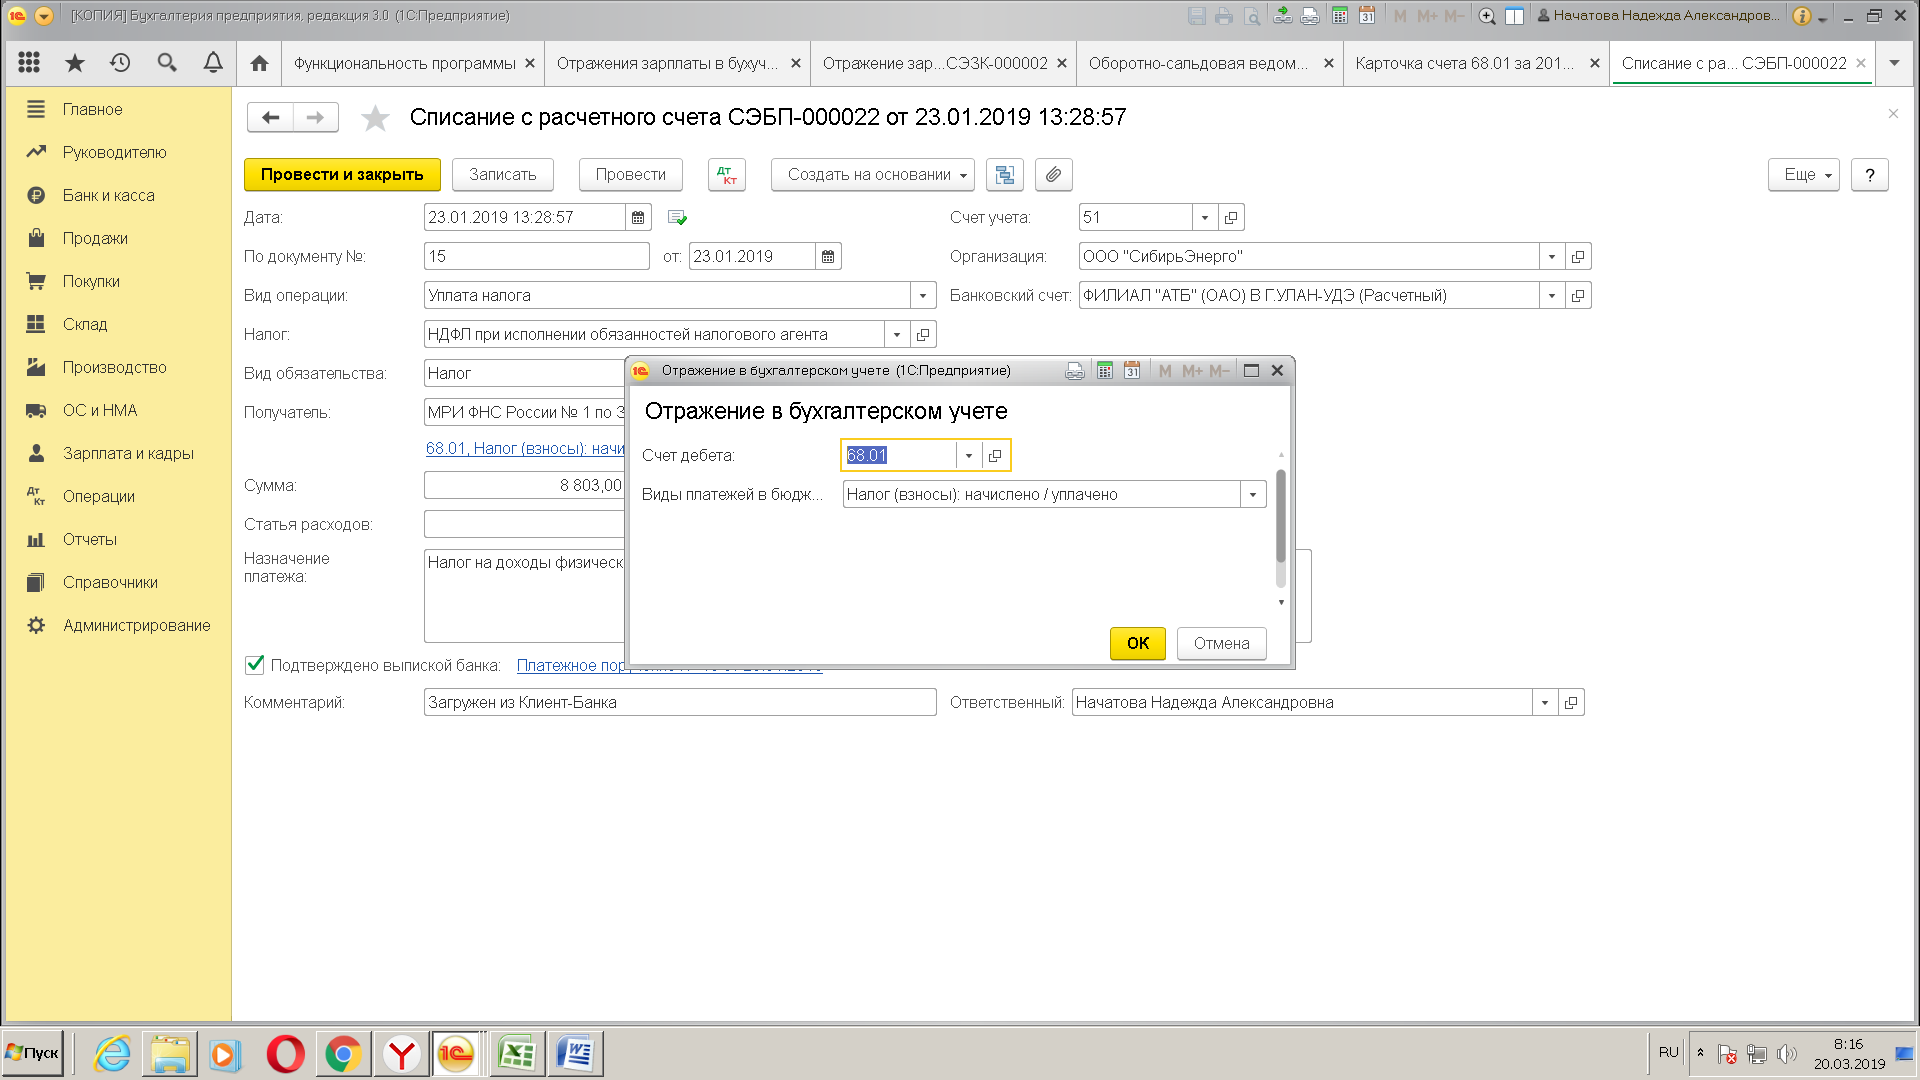 [КОПИЯ] Бухгалтерия предприятия, редакция 3.0 (1С:Предприятие)
M M+ M−
Начатова Надежда Александров...
Функциональность программы
Отражения зарплаты в бухуч...
Отражение зар...СЭЗК-000002
Оборотно-сальдовая ведом...
Карточка счета 68.01 за 201...
Списание с ра... СЭБП-000022
Главное
Руководителю
Банк и касса
Продажи
Покупки
Склад
Производство
ОС и НМА
Зарплата и кадры
Операции
Отчеты
Справочники
Администрирование
Списание с расчетного счета СЭБП-000022 от 23.01.2019 13:28:57
Провести и закрыть
Записать
Провести
Дт Кт
Создать на основании
Еще
?
Дата: 23.01.2019 13:28:57
Счет учета: 51
По документу №: 15 от: 23.01.2019
Организация: ООО "СибирьЭнерго"
Вид операции: Уплата налога
Банковский счет: ФИЛИАЛ "АТБ" (ОАО) В Г.УЛАН-УДЭ (Расчетный)
Налог: НДФЛ при исполнении обязанностей налогового агента
Вид обязательства: Налог
Получатель: МРИ ФНС России № 1 по
68.01, Налог (взносы):
Сумма: 8 803,00
Статья расходов:
Назначение
платежа:
Налог на доходы
Отражение в бухгалтерском учете (1С:Предприятие)
31
M M+ M−
Отражение в бухгалтерском учете
Счет дебета: 68.01
Виды платежей в бюдж... Налог (взносы): начислено / уплачено
OK
Отмена
Подтверждено выпиской банка: Платежное
Комментарий: Загружен из Клиент-Банка
Ответственный: Начатова Надежда Александровна
Пуск
RU
8:16
20.03.2019